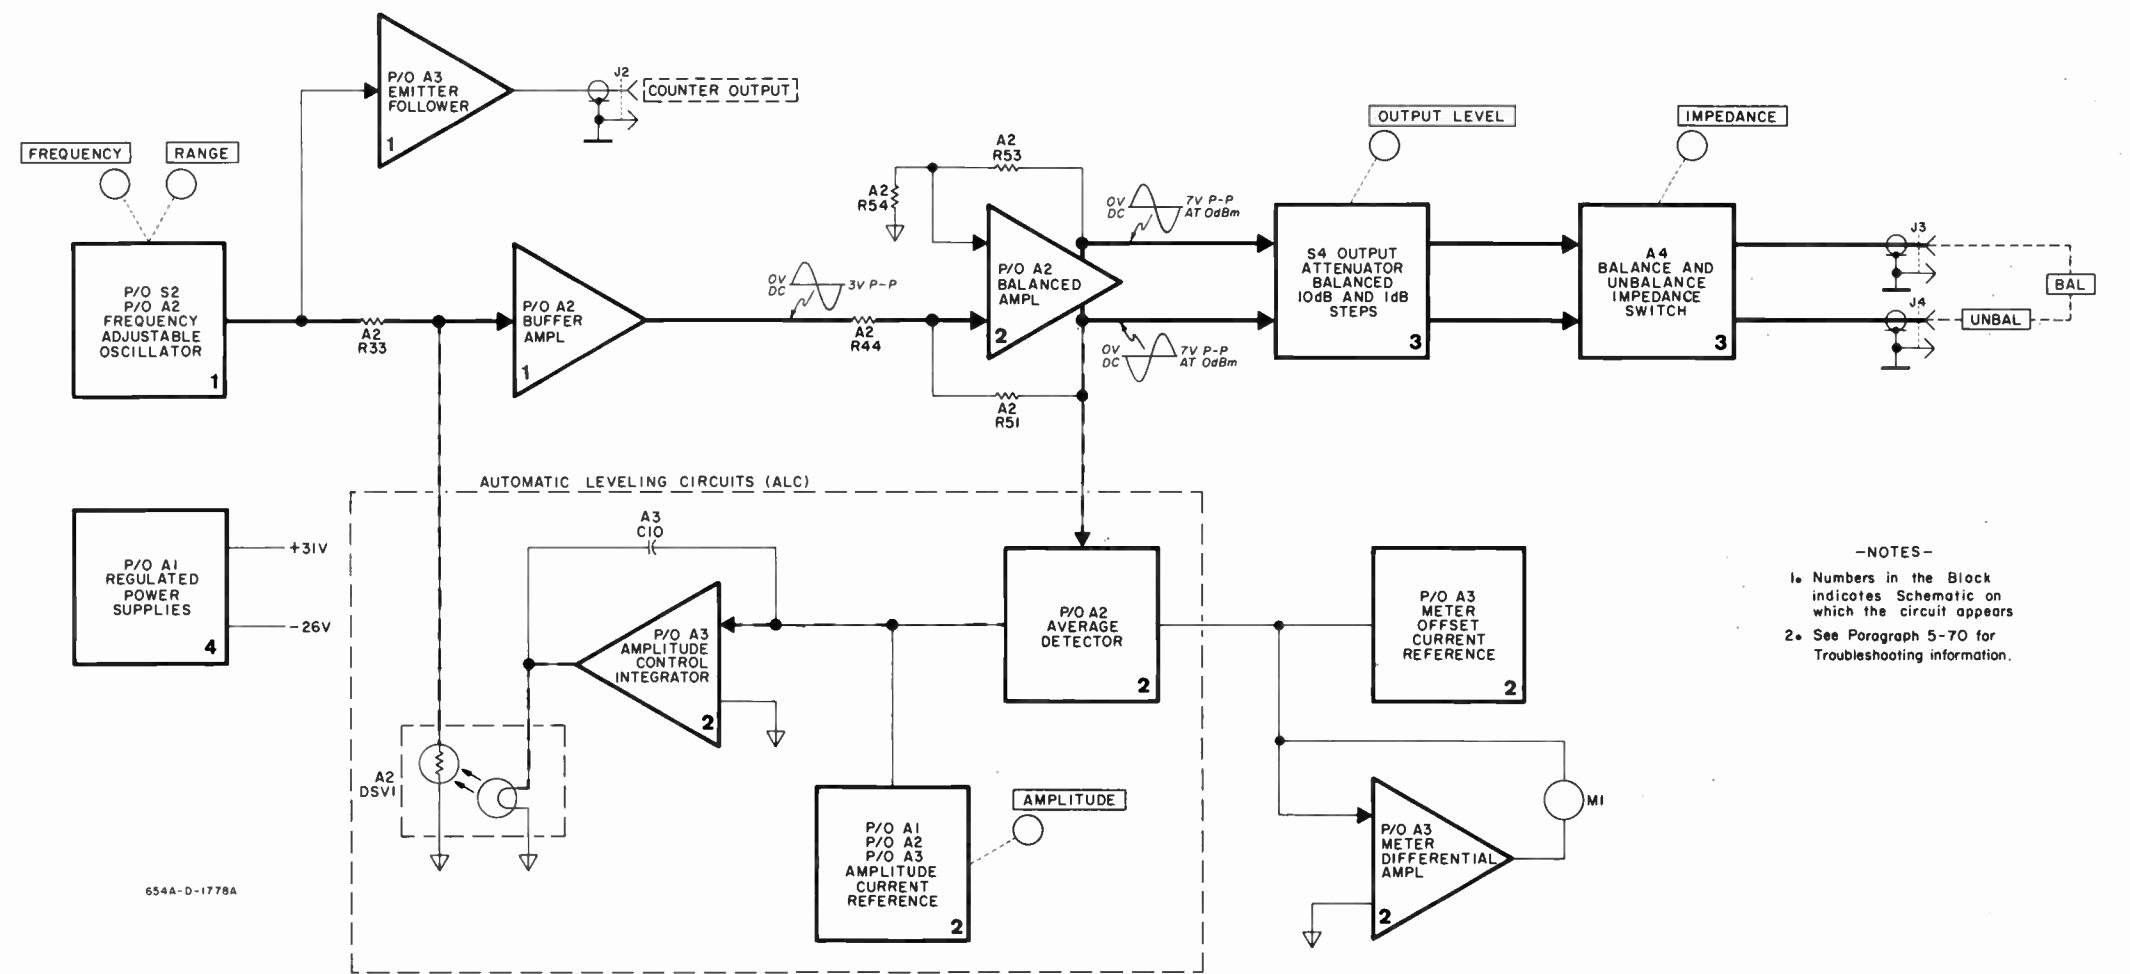 P/O A3
EMITTER
FOLLOWER
1
J2
COUNTER OUTPUT
FREQUENCY
RANGE
P/O S2
P/O A2
FREQUENCY
ADJUSTABLE
OSCILLATOR
1
A2
R33
P/O A2
BUFFER
AMPL
1
0V
DC
3V P-P
A2
R44
A2
R53
A2
R54
P/O A2
BALANCED
AMPL
2
A2
R51
0V
DC
7V P-P
AT 0dBm
0V
DC
7V P-P
AT 0dBm
OUTPUT LEVEL
S4 OUTPUT
ATTENUATOR
BALANCED
10dB AND 1dB
STEPS
3
IMPEDANCE
A4
BALANCE AND
UNBALANCE
IMPEDANCE
SWITCH
3
J3
J4
BAL
UNBAL
AUTOMATIC LEVELING CIRCUITS (ALC)
P/O A1
REGULATED
POWER
SUPPLIES
4
+31V
-26V
A3
C10
P/O A3
AMPLITUDE
CONTROL
INTEGRATOR
2
A2
DSV1
P/O A2
AVERAGE
DETECTOR
2
P/O A1
P/O A2
P/O A3
AMPLITUDE
CURRENT
REFERENCE
2
AMPLITUDE
P/O A3
METER
OFFSET
CURRENT
REFERENCE
2
P/O A3
METER
DIFFERENTIAL
AMPL
2
M1
-NOTES-
1. Numbers in the Block
indicates Schematic on
which the circuit appears
2. See Paragraph 5-70 for
Troubleshooting information.
654A-D-1778A